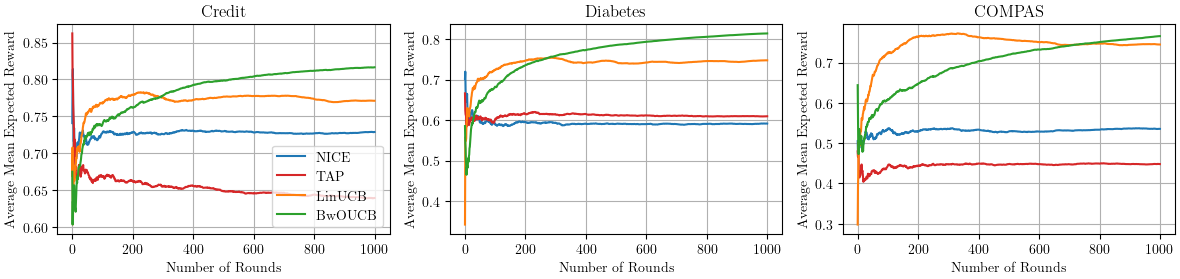 Credit
Average Mean Expected Reward
0.85
0.80
0.75
0.70
0.65
0.60
0 200 400 600 800 1000
Number of Rounds
NICE
TAP
LinUCB
BwOUCB
Diabetes
Average Mean Expected Reward
0.8
0.7
0.6
0.5
0.4
0 200 400 600 800 1000
Number of Rounds
COMPAS
Average Mean Expected Reward
0.7
0.6
0.5
0.4
0.3
0 200 400 600 800 1000
Number of Rounds